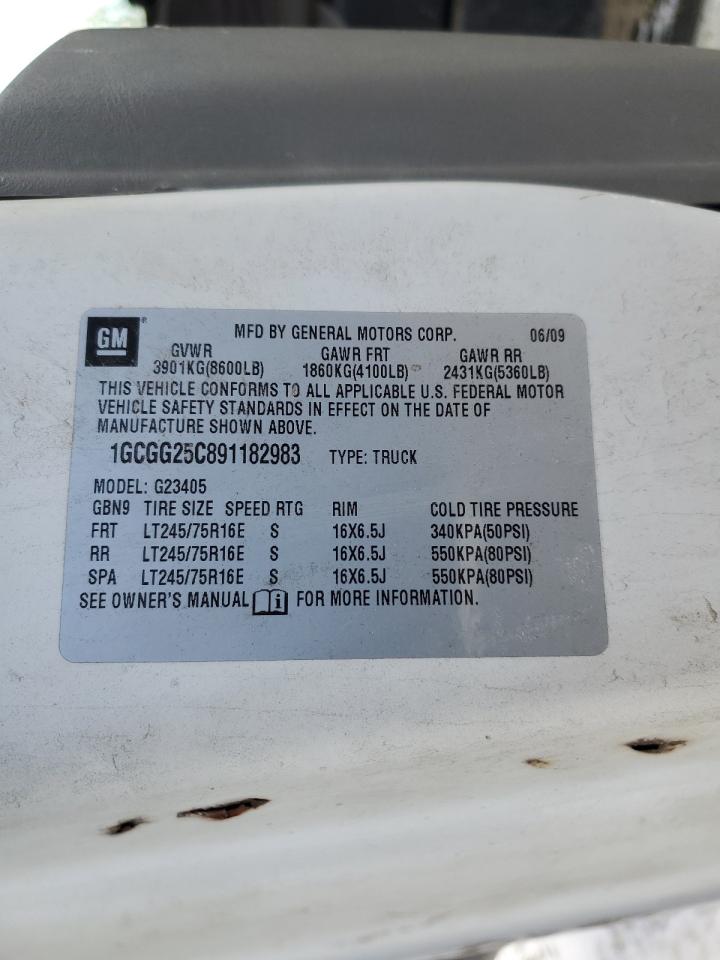 GM ® MFD BY GENERAL MOTORS CORP. 06/09
GVWR GAWR FRT GAWR RR
3901KG(8600LB) 1860KG(4100LB) 2431KG(5360LB)
THIS VEHICLE CONFORMS TO ALL APPLICABLE U.S. FEDERAL MOTOR
VEHICLE SAFETY STANDARDS IN EFFECT ON THE DATE OF
MANUFACTURE SHOWN ABOVE.
1GCGG25C891182983 TYPE: TRUCK
MODEL: G23405
GBN9 TIRE SIZE SPEED RTG RIM COLD TIRE PRESSURE
FRT LT245/75R16E S 16X6.5J 340KPA(50PSI)
RR LT245/75R16E S 16X6.5J 550KPA(80PSI)
SPA LT245/75R16E S 16X6.5J 550KPA(80PSI)
SEE OWNER'S MANUAL i FOR MORE INFORMATION.